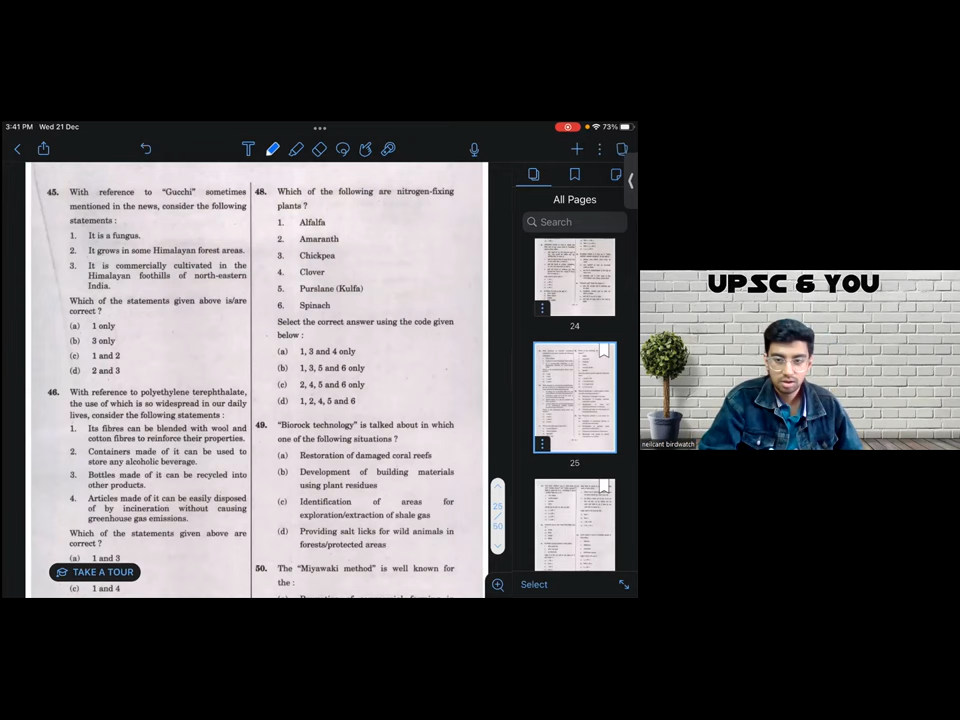 3:41 PM Wed 21 Dec
73%
45. With reference to "Gucchi" sometimes
mentioned in the news, consider the following
statements :
1. It is a fungus.
2. It grows in some Himalayan forest areas.
3. It is commercially cultivated in the
Himalayan foothills of north-eastern
India.
Which of the statements given above is/are
correct ?
(a) 1 only
(b) 3 only
(c) 1 and 2
(d) 2 and 3
46. With reference to polyethylene terephthalate,
the use of which is so widespread in our daily
lives, consider the following statements :
1. Its fibres can be blended with wool and
cotton fibres to reinforce their properties.
2. Containers made of it can be used to
store any alcoholic beverage.
3. Bottles made of it can be recycled into
other products.
4. Articles made of it can be easily disposed
of by incineration without causing
greenhouse gas emissions.
Which of the statements given above are
correct ?
(a) 1 and 3
TAKE A TOUR
(c) 1 and 4
48. Which of the following are nitrogen-fixing
plants ?
1. Alfalfa
2. Amaranth
3. Chickpea
4. Clover
5. Purslane (Kulfa)
6. Spinach
Select the correct answer using the code given
below :
(a) 1, 3 and 4 only
(b) 1, 3, 5 and 6 only
(c) 2, 4, 5 and 6 only
(d) 1, 2, 4, 5 and 6
49. "Biorock technology" is talked about in which
one of the following situations ?
(a) Restoration of damaged coral reefs
(b) Development of building materials
using plant residues
(c) Identification of areas for
exploration/extraction of shale gas
(d) Providing salt licks for wild animals in
forests/protected areas
50. The "Miyawaki method" is well known for
the :
25
50
All Pages
Search
24
25
Select
UPSC & YOU
neilcant birdwatch